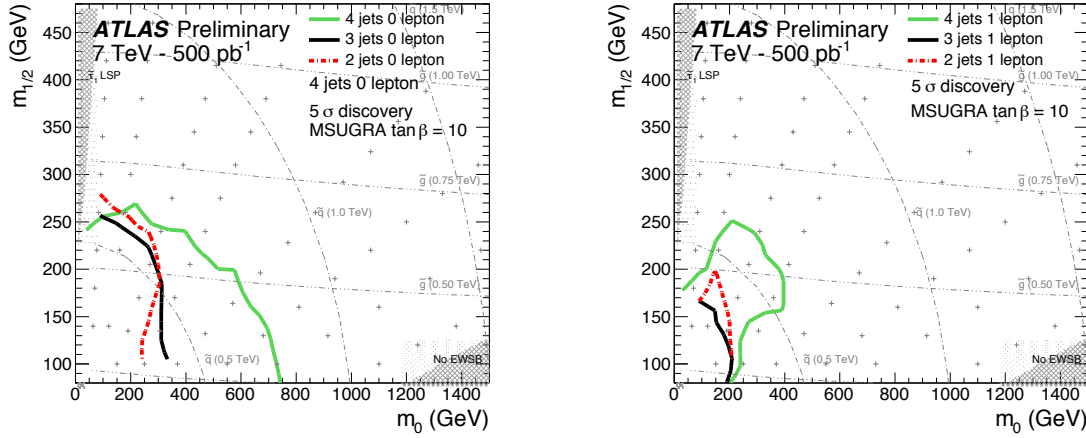 ATLAS Preliminary
7 TeV - 500 pb⁻¹
4 jets 0 lepton
3 jets 0 lepton
2 jets 0 lepton
4 jets 0 lepton
5 σ discovery
MSUGRA tan β = 10
τ̃₁ LSP
q̃ (1.5 TeV)
g̃ (1.00 TeV)
g̃ (0.75 TeV)
q̃ (1.0 TeV)
g̃ (0.50 TeV)
q̃ (0.5 TeV)
No EWSB
m₁/₂ (GeV)
450
400
350
300
250
200
150
100
0 200 400 600 800 1000 1200 1400
m₀ (GeV)
ATLAS Preliminary
7 TeV - 500 pb⁻¹
4 jets 1 lepton
3 jets 1 lepton
2 jets 1 lepton
5 σ discovery
MSUGRA tan β = 10
τ̃₁ LSP
q̃ (1.5 TeV)
g̃ (1.00 TeV)
g̃ (0.75 TeV)
q̃ (1.0 TeV)
g̃ (0.50 TeV)
q̃ (0.5 TeV)
No EWSB
m₁/₂ (GeV)
450
400
350
300
250
200
150
100
0 200 400 600 800 1000 1200 1400
m₀ (GeV)